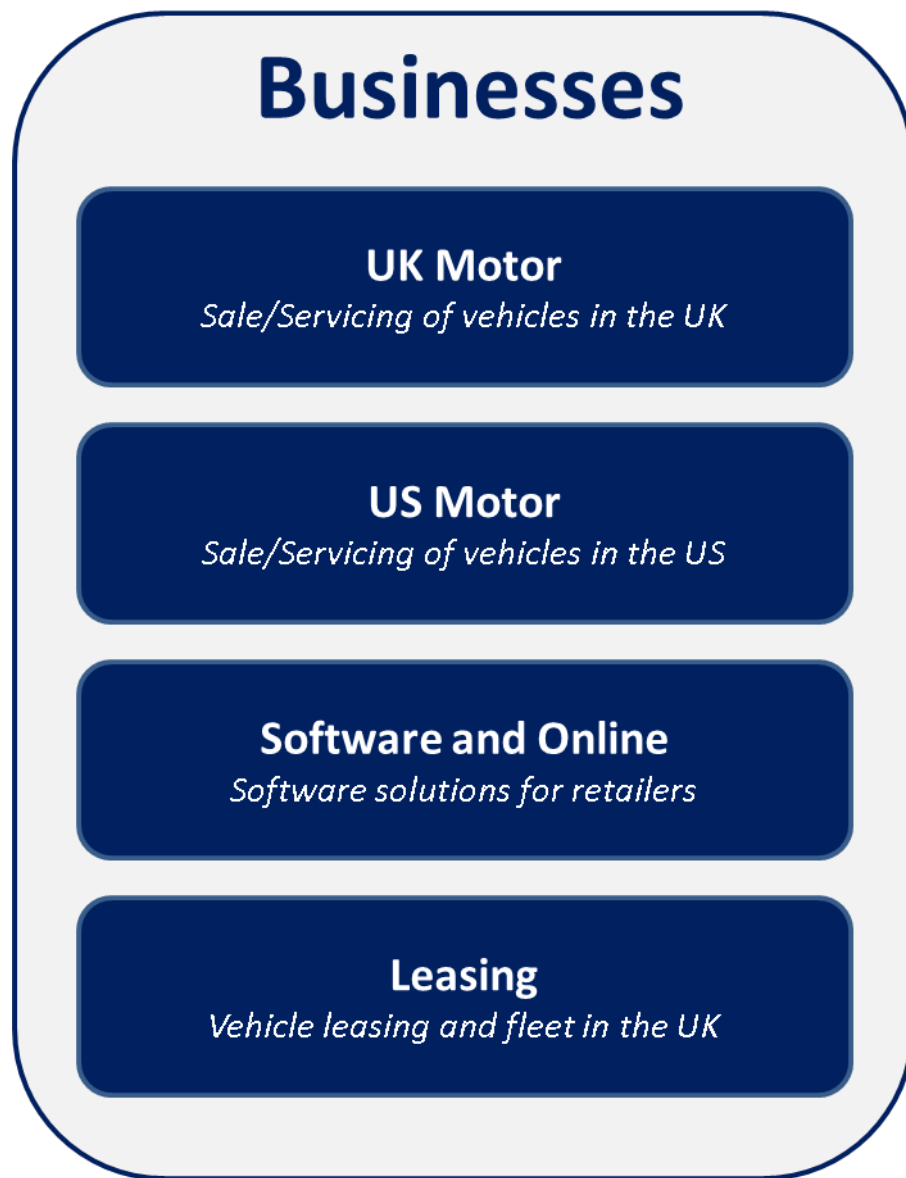 Businesses
UK Motor
Sale/Servicing of vehicles in the UK
US Motor
Sale/Servicing of vehicles in the US
Software and Online
Software solutions for retailers
Leasing
Vehicle leasing and fleet in the UK